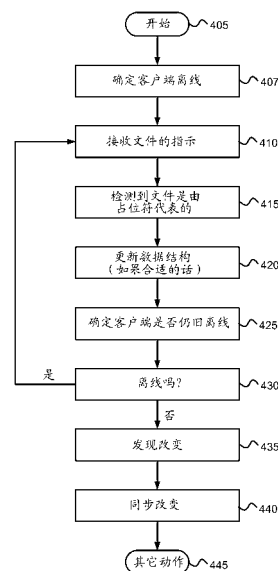 开始
405
确定客户端离线
407
接收文件的指示
410
检测到文件是由
占位符代表的
415
更新数据结构
(如果合适的话)
420
确定客户端是否仍旧离线
425
是
离线吗?
430
否
发现改变
435
同步改变
440
其它动作
445